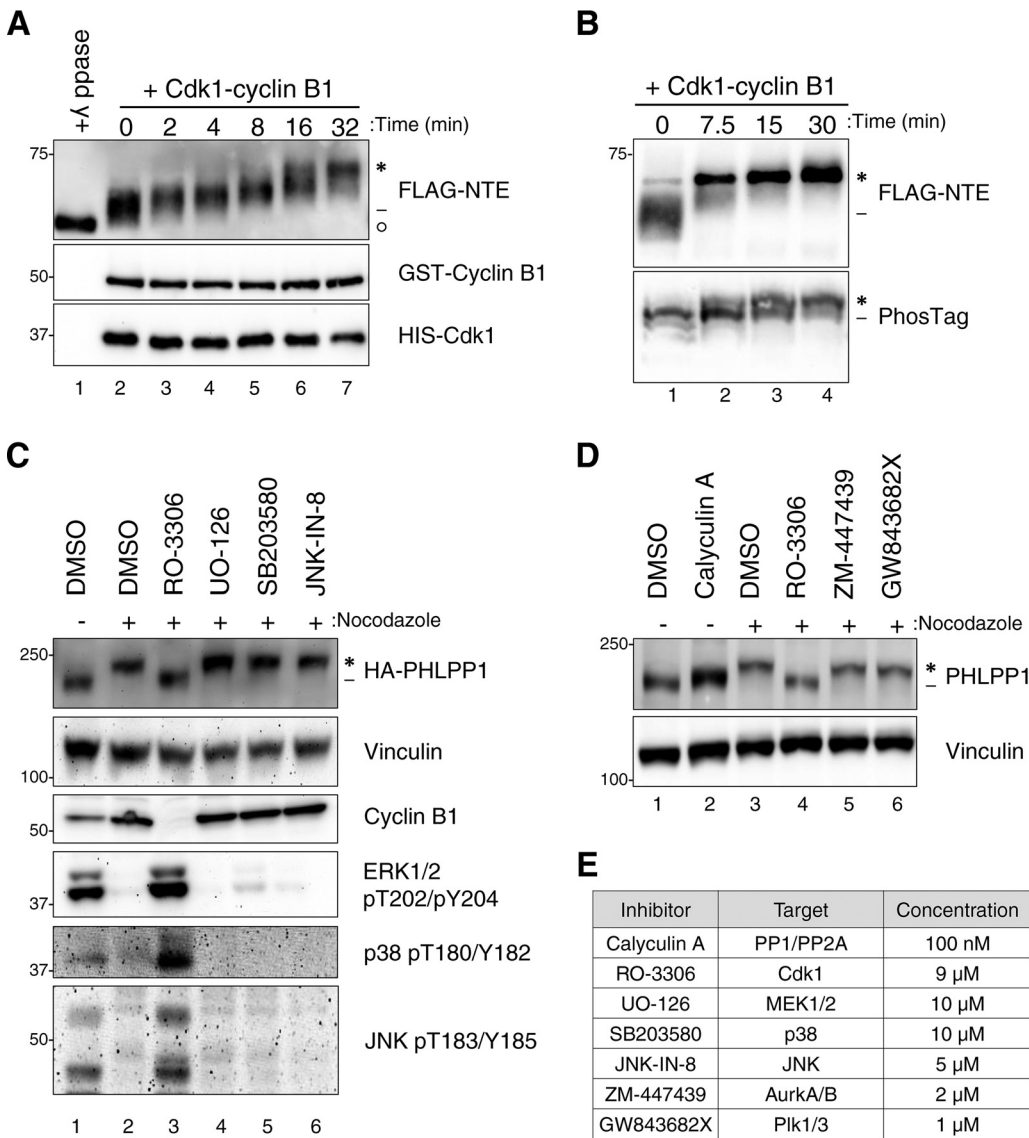 A
+λ ppase
+ Cdk1-cyclin B1
0 2 4 8 16 32 :Time (min)
75-
*
FLAG-NTE
–
○
50-
GST-Cyclin B1
37-
HIS-Cdk1
1 2 3 4 5 6 7
B
+ Cdk1-cyclin B1
0 7.5 15 30 :Time (min)
75-
*
FLAG-NTE
–
*
PhosTag
–
1 2 3 4
C
DMSO DMSO RO-3306 UO-126 SB203580 JNK-IN-8
- + + + + + :Nocodazole
250-
*
HA-PHLPP1
–
Vinculin
100-
Cyclin B1
50-
ERK1/2
pT202/pY204
37-
p38 pT180/Y182
37-
JNK pT183/Y185
50-
1 2 3 4 5 6
D
DMSO Calyculin A DMSO RO-3306 ZM-447439 GW843682X
- - + + + + :Nocodazole
250-
*
PHLPP1
–
Vinculin
100-
1 2 3 4 5 6
E
Inhibitor Target Concentration
Calyculin A PP1/PP2A 100 nM
RO-3306 Cdk1 9 µM
UO-126 MEK1/2 10 µM
SB203580 p38 10 µM
JNK-IN-8 JNK 5 µM
ZM-447439 AurkA/B 2 µM
GW843682X Plk1/3 1 µM